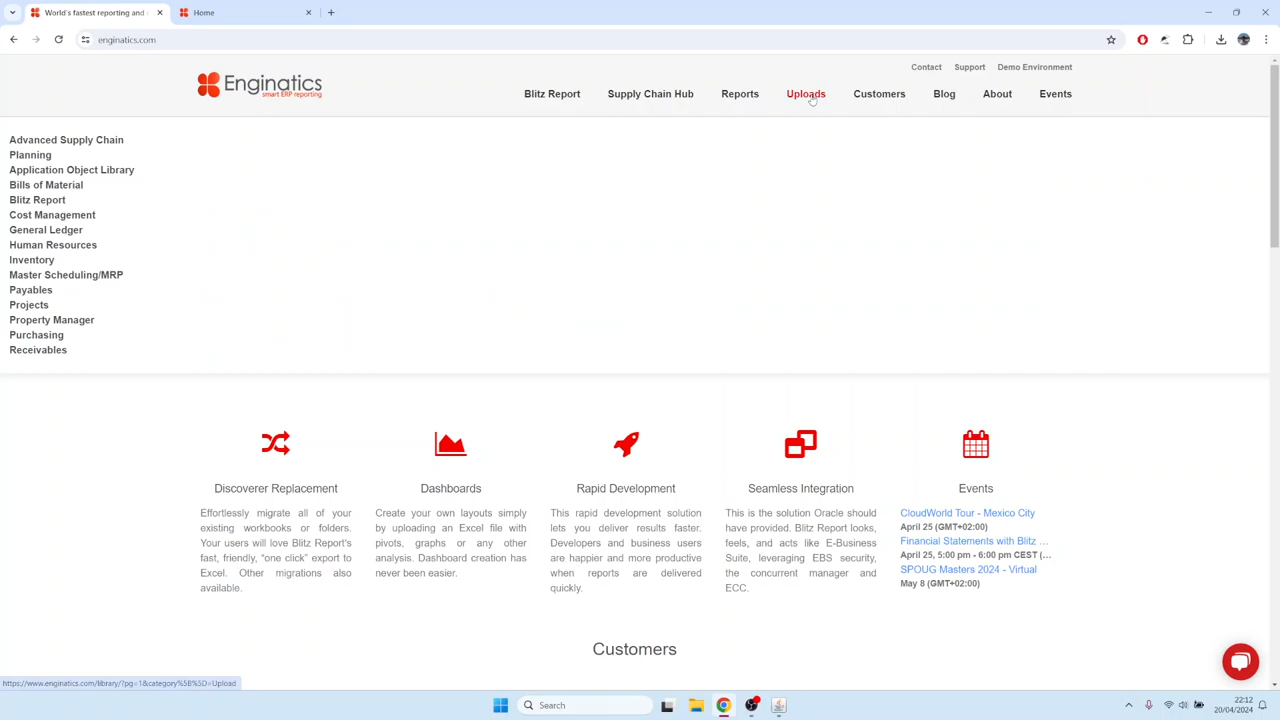 World's fastest reporting and
Home
enginatics.com
Contact
Support
Demo Environment
Enginatics
smart ERP reporting
Blitz Report
Supply Chain Hub
Reports
Uploads
Customers
Blog
About
Events
Advanced Supply Chain
Planning
Application Object Library
Bills of Material
Blitz Report
Cost Management
General Ledger
Human Resources
Inventory
Master Scheduling/MRP
Payables
Projects
Property Manager
Purchasing
Receivables
Discoverer Replacement
Effortlessly migrate all of your
existing workbooks or folders.
Your users will love Blitz Report's
fast, friendly, “one click” export to
Excel. Other migrations also
available.
Dashboards
Create your own layouts simply
by uploading an Excel file with
pivots, graphs or any other
analysis. Dashboard creation has
never been easier.
Rapid Development
This rapid development solution
lets you deliver results faster.
Developers and business users
are happier and more productive
when reports are delivered
quickly.
Seamless Integration
This is the solution Oracle should
have provided. Blitz Report looks,
feels, and acts like E-Business
Suite, leveraging EBS security,
the concurrent manager and
ECC.
Events
CloudWorld Tour - Mexico City
April 25 (GMT+02:00)
Financial Statements with Blitz ...
April 25, 5:00 pm - 6:00 pm CEST (...
SPOUG Masters 2024 - Virtual
May 8 (GMT+02:00)
Customers
https://www.enginatics.com/library/?pg=1&category%5B%5D=Upload
Search
22:12
20/04/2024